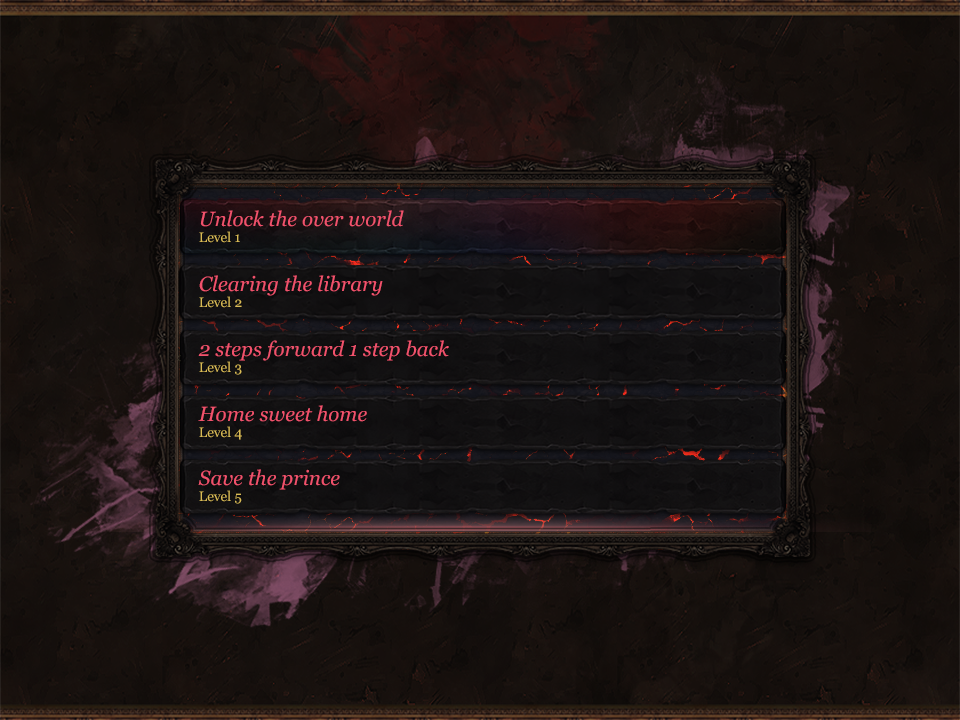 Unlock the over world
Level 1
Clearing the library
Level 2
2 steps forward 1 step back
Level 3
Home sweet home
Level 4
Save the prince
Level 5